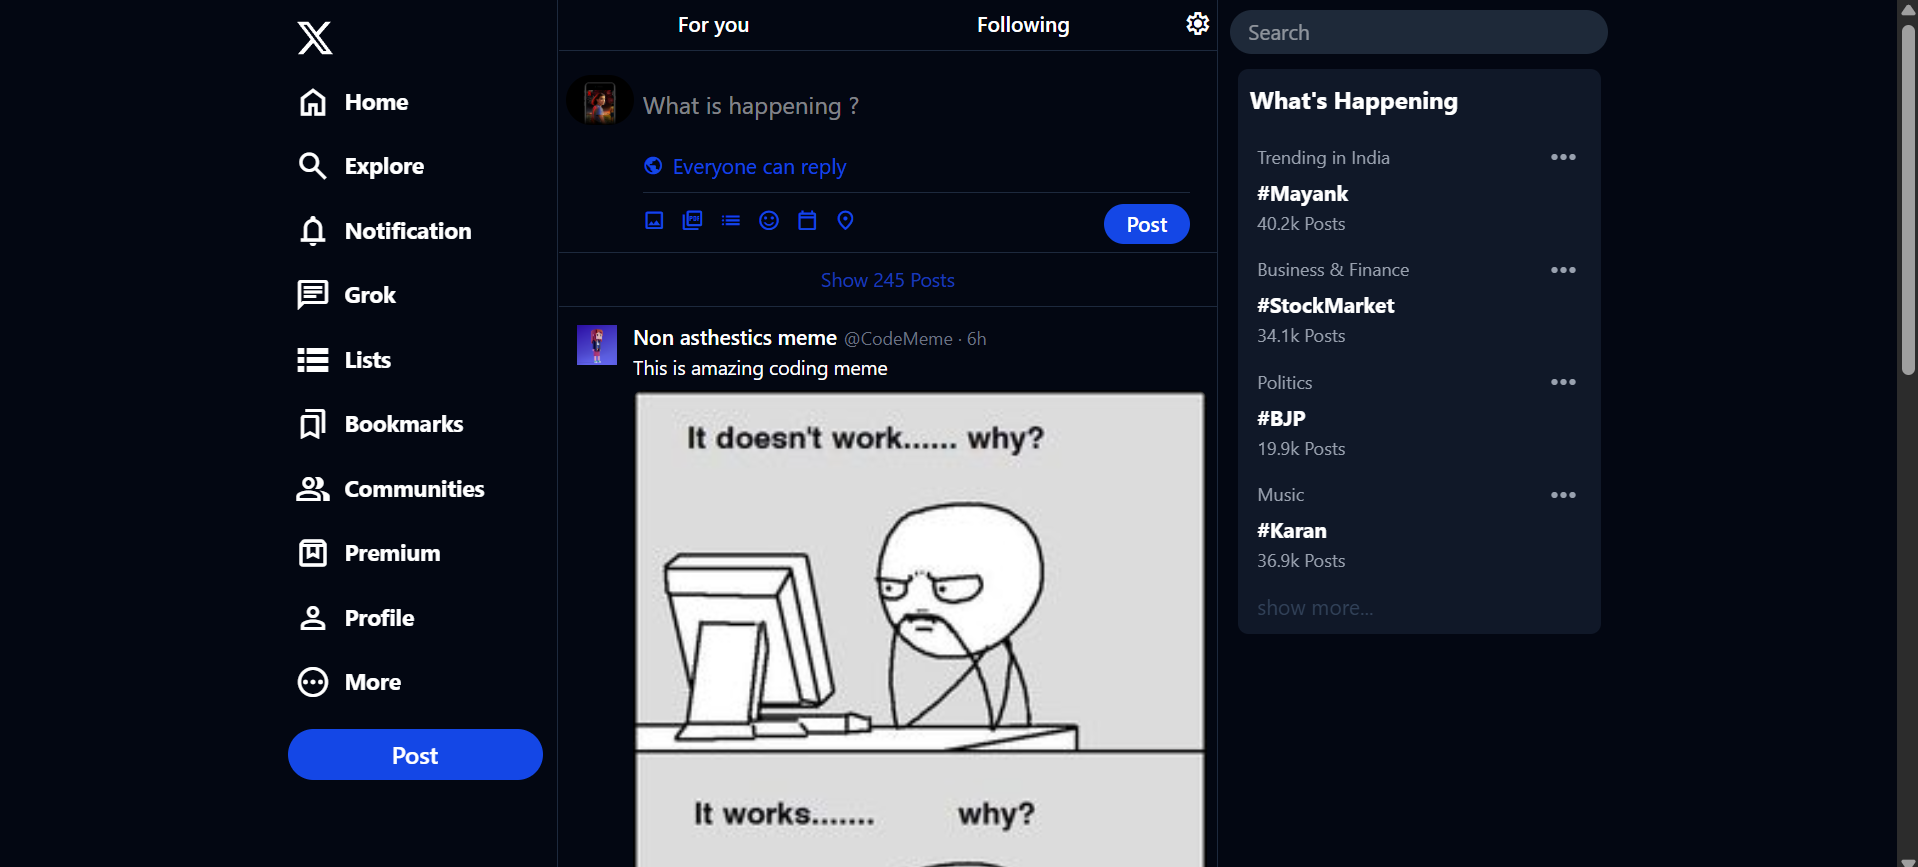 Home
Explore
Notification
Grok
Lists
Bookmarks
Communities
Premium
Profile
More
Post
For you
Following
What is happening ?
Everyone can reply
Post
Show 245 Posts
Non asthestics meme @CodeMeme · 6h
This is amazing coding meme
It doesn't work...... why?
It works....... why?
Search
What's Happening
Trending in India
#Mayank
40.2k Posts
Business & Finance
#StockMarket
34.1k Posts
Politics
#BJP
19.9k Posts
Music
#Karan
36.9k Posts
show more...